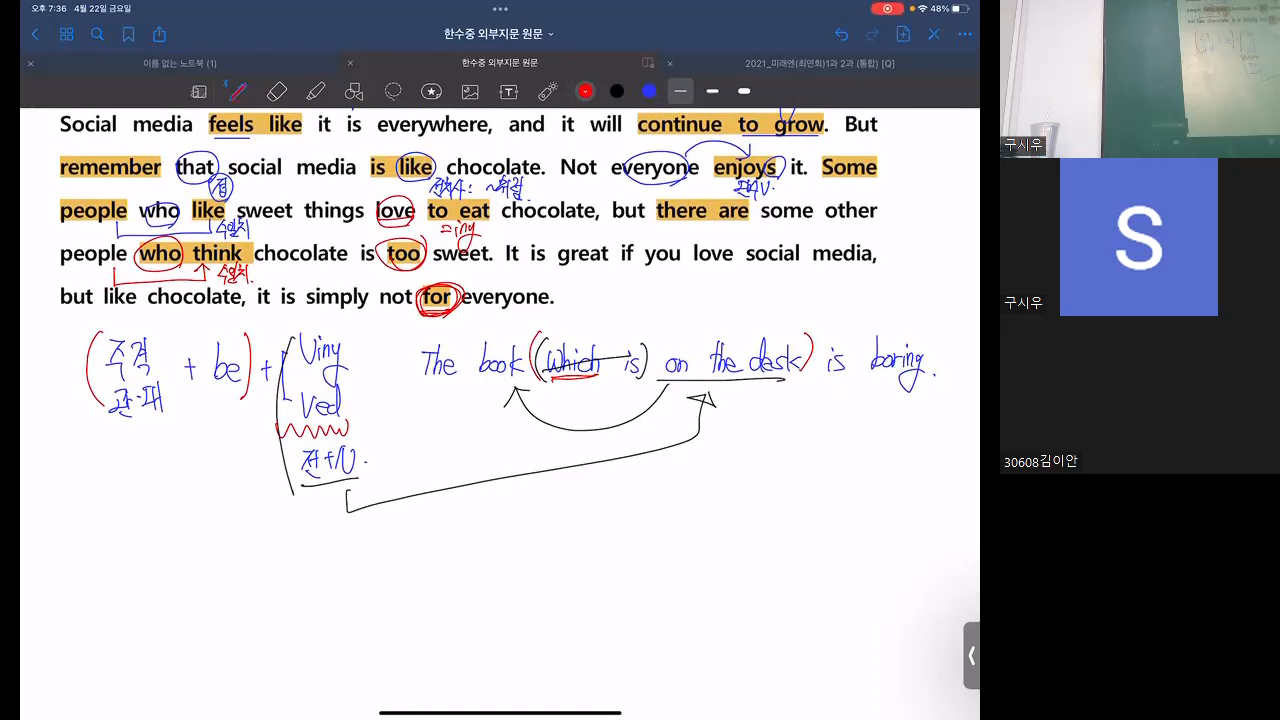 오후 7:36 4월 22일 금요일
48%
한수중 외부지문 원문
이름 없는 노트북 (1)
한수중 외부지문 원문
2021_미래엔(최연희)1과 2과 (통합) [Q]
Social media feels like it is everywhere, and it will continue to grow. But
remember that social media is like chocolate. Not everyone enjoys it. Some
접
전치사: ~처럼
단수V.
people who like sweet things love to eat chocolate, but there are some other
수일치
=ing
people who think chocolate is too sweet. It is great if you love social media,
수일치
but like chocolate, it is simply not for everyone.
주격 관·대 + be + Ving
Ved
전+N.
The book (which is) on the desk is boring.
구시우
S
구시우
30608김이안